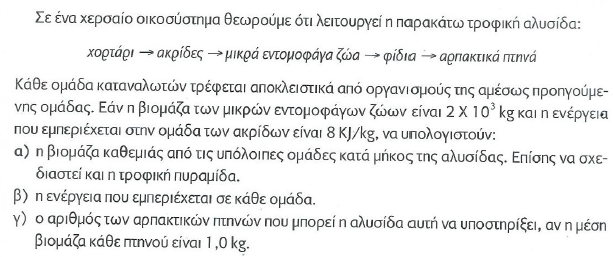 Σε ένα χερσαίο οικοσύστημα θεωρούμε ότι λειτουργεί η παρακάτω τροφική αλυσίδα:
χορτάρι → ακρίδες → μικρά εντομοφάγα ζώα → φίδια → αρπακτικά πτηνά
Κάθε ομάδα καταναλωτών τρέφεται αποκλειστικά από οργανισμούς της αμέσως προηγούμε-
νης ομάδας. Εάν η βιομάζα των μικρών εντομοφάγων ζώων είναι 2 X 10³ kg και η ενέργεια
που εμπεριέχεται στην ομάδα των ακρίδων είναι 8 KJ/kg, να υπολογιστούν:
α) η βιομάζα καθεμιάς από τις υπόλοιπες ομάδες κατά μήκος της αλυσίδας. Επίσης να σχε-
διαστεί και η τροφική πυραμίδα.
β) η ενέργεια που εμπεριέχεται σε κάθε ομάδα.
γ) ο αριθμός των αρπακτικών πτηνών που μπορεί η αλυσίδα αυτή να υποστηρίξει, αν η μέση
βιομάζα κάθε πτηνού είναι 1,0 kg.